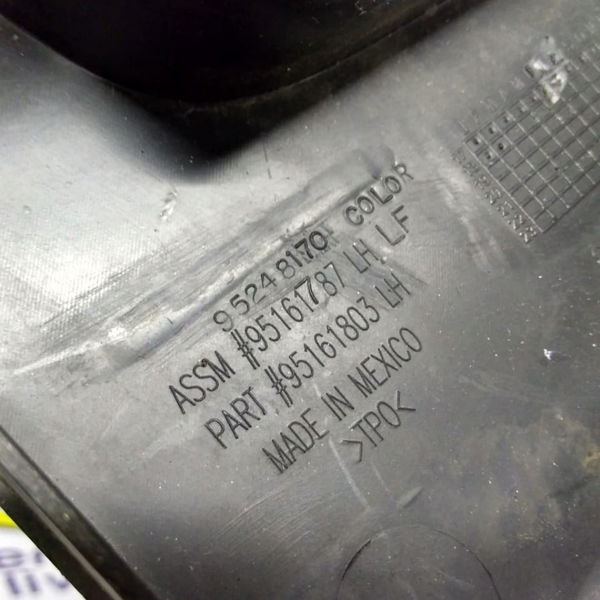 95248170 COLOR
ASSM #95161787 LH LF
PART #95161803 LH
MADE IN MEXICO
>TPO<